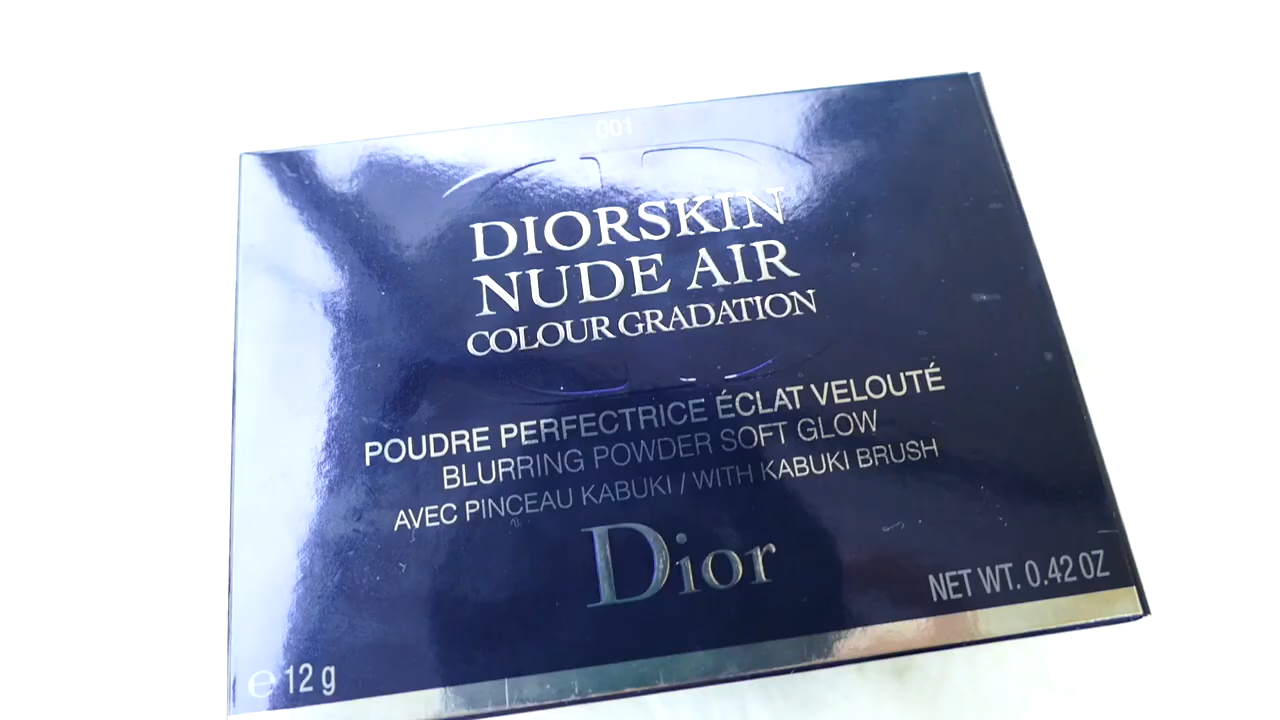 001
DIORSKIN
NUDE AIR
COLOUR GRADATION
POUDRE PERFECTRICE ÉCLAT VELOUTÉ
BLURRING POWDER SOFT GLOW
AVEC PINCEAU KABUKI / WITH KABUKI BRUSH
Dior
NET WT. 0.42 OZ
℮ 12 g